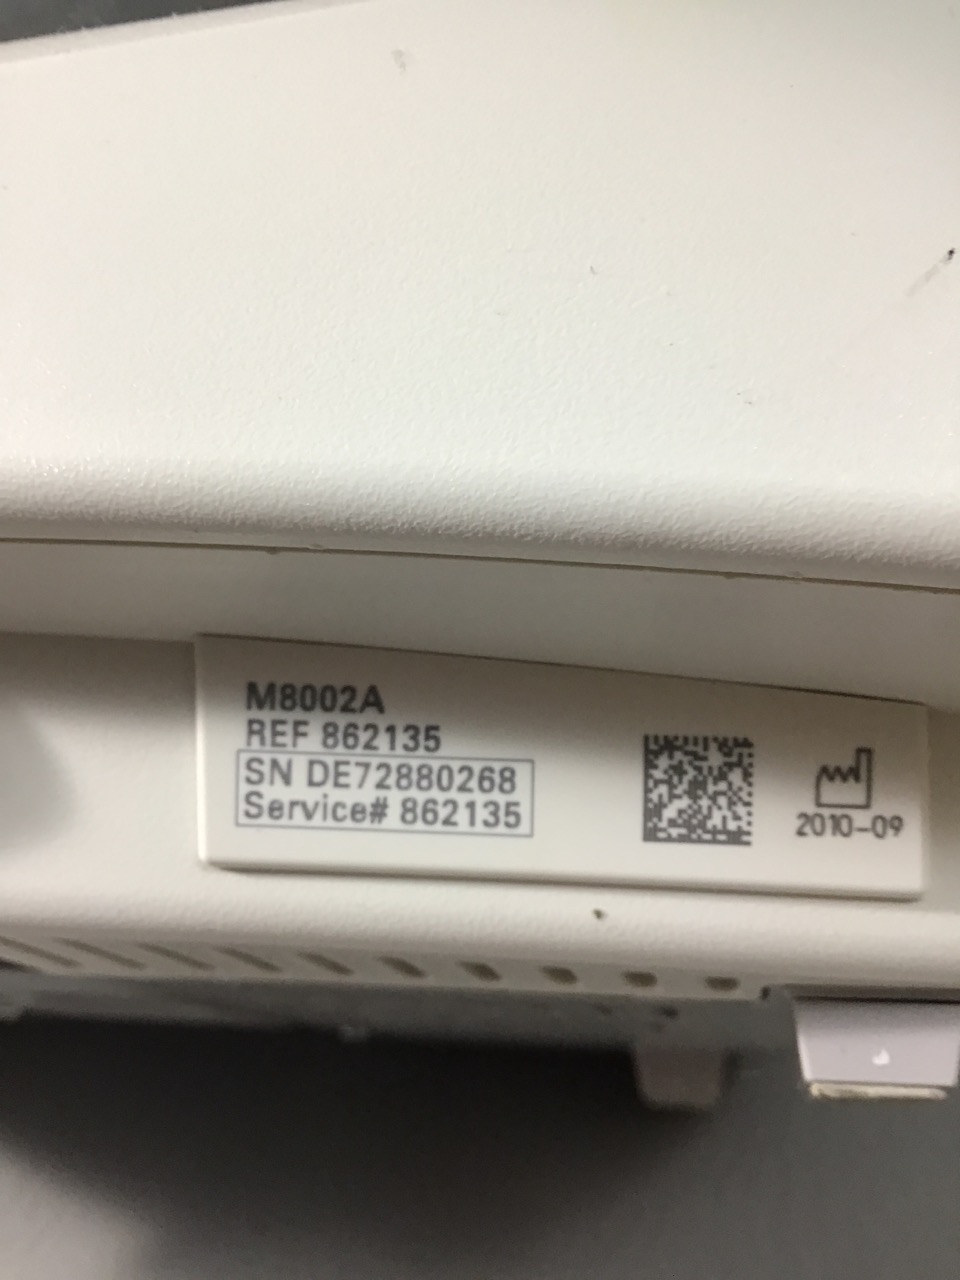 M8002A
REF 862135
SN DE72880268
Service# 862135
2010-09